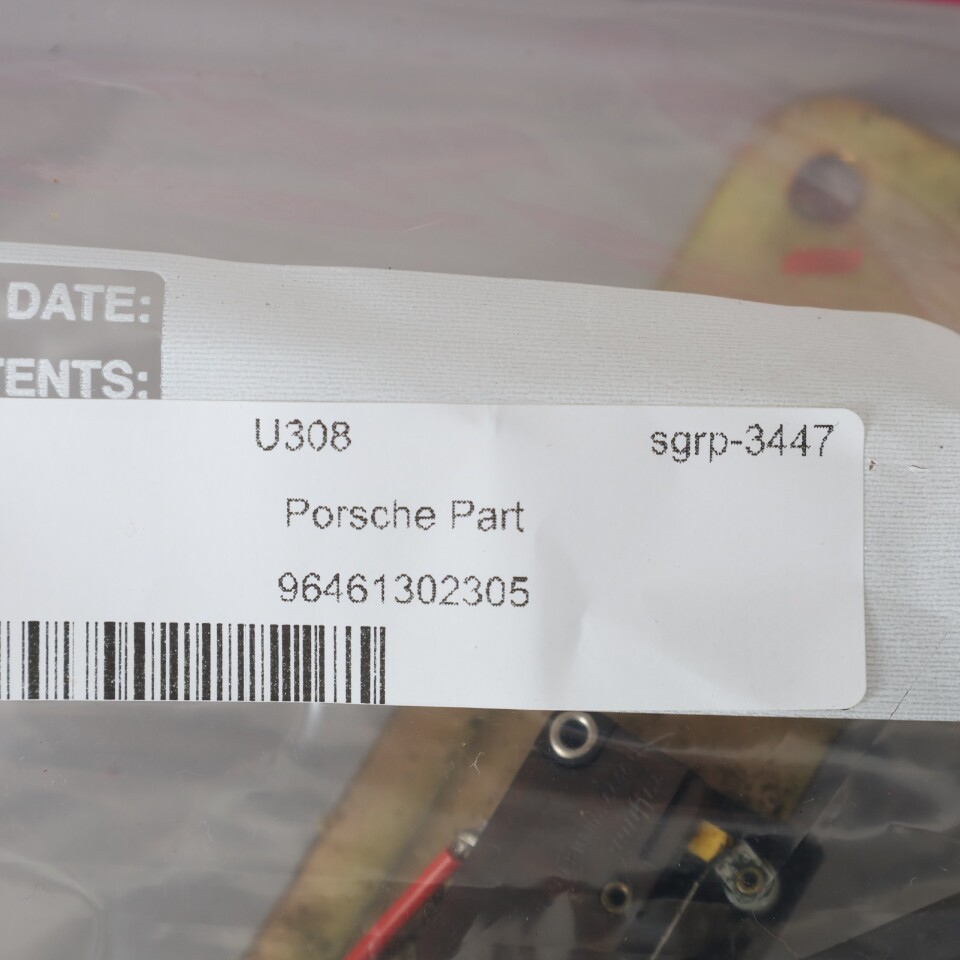 DATE:
TENTS:
U308 sgrp-3447
Porsche Part
96461302305